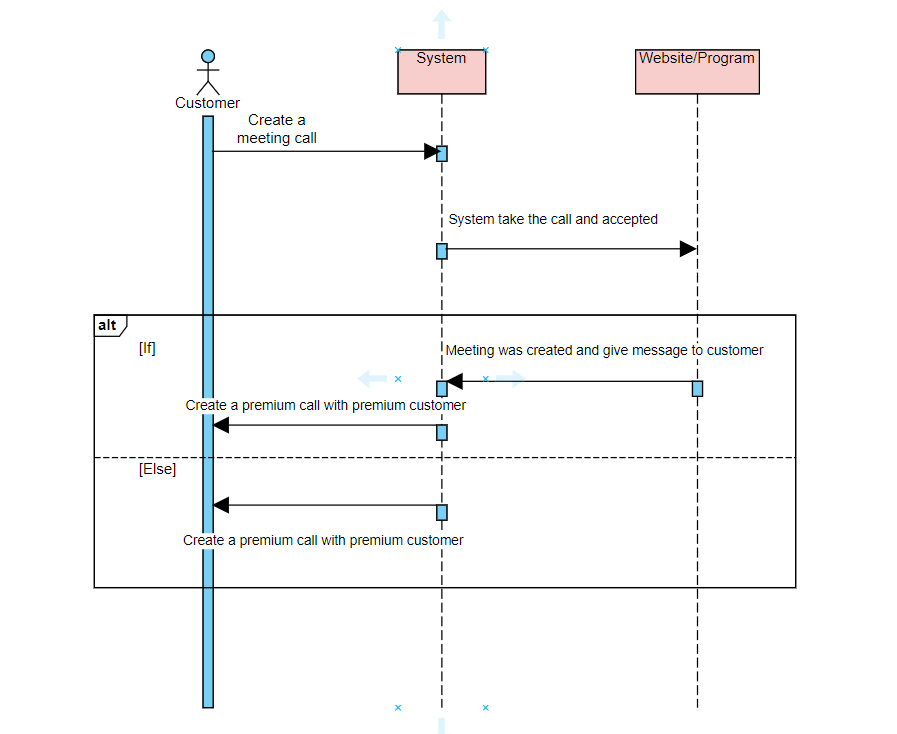 System
Website/Program
Customer
Create a
meeting call
System take the call and accepted
alt
[If]
Meeting was created and give message to customer
Create a premium call with premium customer
[Else]
Create a premium call with premium customer